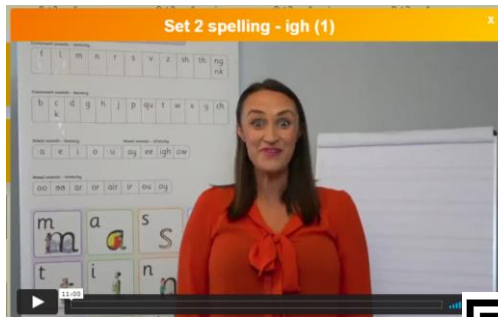 Set 2 spelling - igh (1)
x
f l m n r s v z sh th ng
nk
b c d g h j p qu t w x y ch
k
a e i o u ay ee igh ow
oo oo ar or air ir ou oy
m a s
t i n
11:00